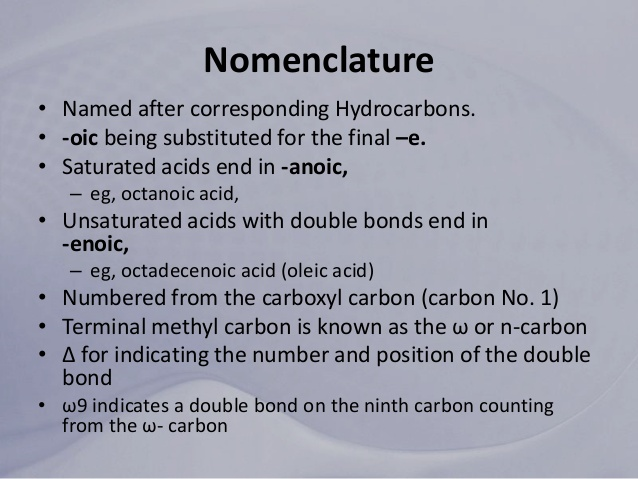 Nomenclature
• Named after corresponding Hydrocarbons.
• -oic being substituted for the final –e.
• Saturated acids end in -anoic,
– eg, octanoic acid,
• Unsaturated acids with double bonds end in
-enoic,
– eg, octadecenoic acid (oleic acid)
• Numbered from the carboxyl carbon (carbon No. 1)
• Terminal methyl carbon is known as the ω or n-carbon
• Δ for indicating the number and position of the double
bond
• ω9 indicates a double bond on the ninth carbon counting
from the ω- carbon